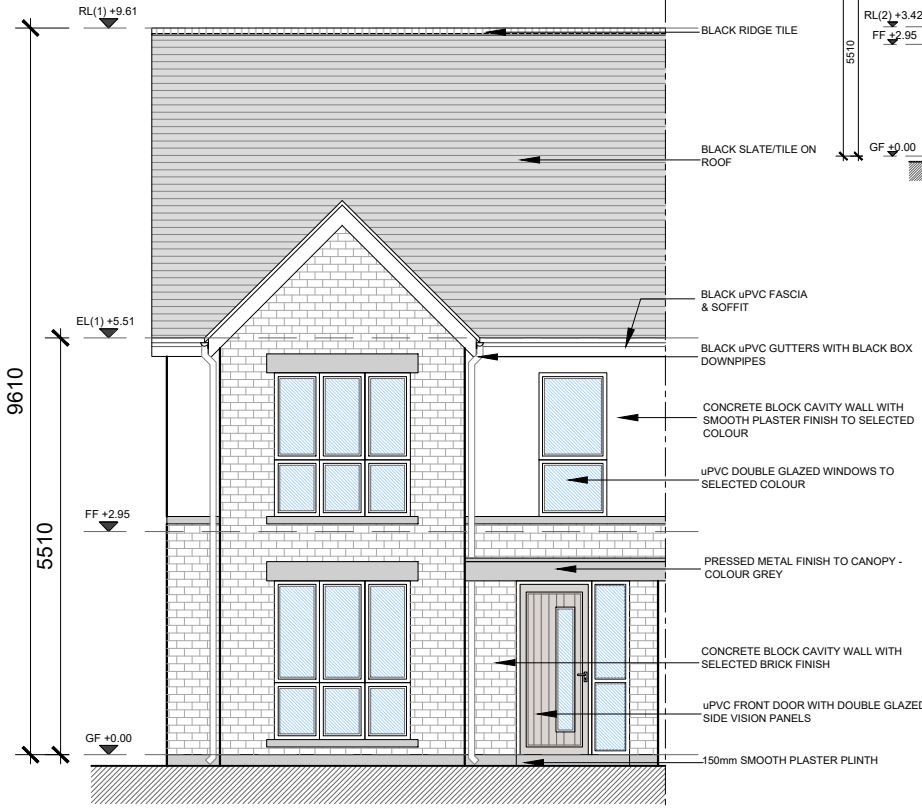 RL(1) +9.61
BLACK RIDGE TILE
RL(2) +3.42
FF +2.95
5510
GF +0.00
BLACK SLATE/TILE ON
ROOF
BLACK uPVC FASCIA
& SOFFIT
EL(1) +5.51
BLACK uPVC GUTTERS WITH BLACK BOX
DOWNPIPES
9610
CONCRETE BLOCK CAVITY WALL WITH
SMOOTH PLASTER FINISH TO SELECTED
COLOUR
uPVC DOUBLE GLAZED WINDOWS TO
SELECTED COLOUR
FF +2.95
5510
PRESSED METAL FINISH TO CANOPY -
COLOUR GREY
CONCRETE BLOCK CAVITY WALL WITH
SELECTED BRICK FINISH
uPVC FRONT DOOR WITH DOUBLE GLAZED
SIDE VISION PANELS
GF +0.00
150mm SMOOTH PLASTER PLINTH